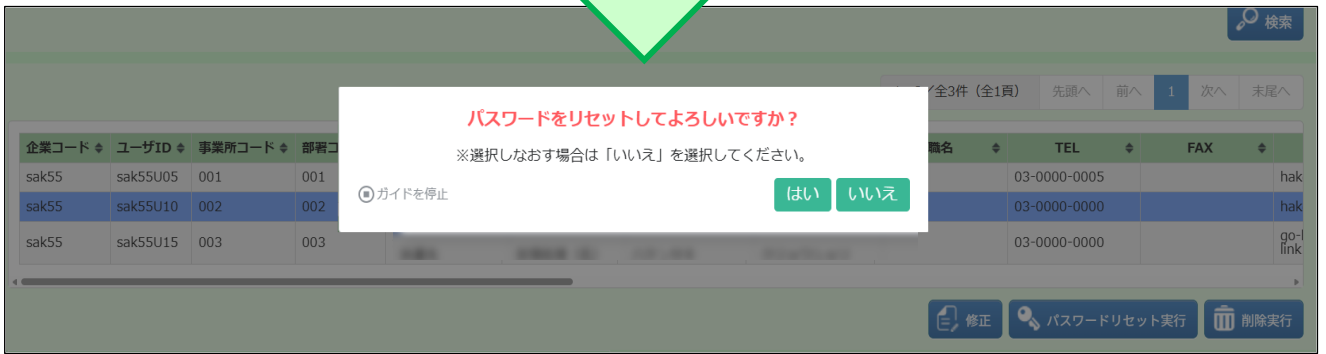 検索
／全3件（全1頁） 先頭へ 前へ 1 次へ 末尾へ
パスワードをリセットしてよろしいですか？
※選択しなおす場合は「いいえ」を選択してください。
ガイドを停止 はい いいえ
企業コード ユーザID 事業所コード 部署コ 職名 TEL FAX
sak55 sak55U05 001 001 03-0000-0005 hak
sak55 sak55U10 002 002 03-0000-0000 hak
sak55 sak55U15 003 003 03-0000-0000 go-l
link
修正 パスワードリセット実行 削除実行